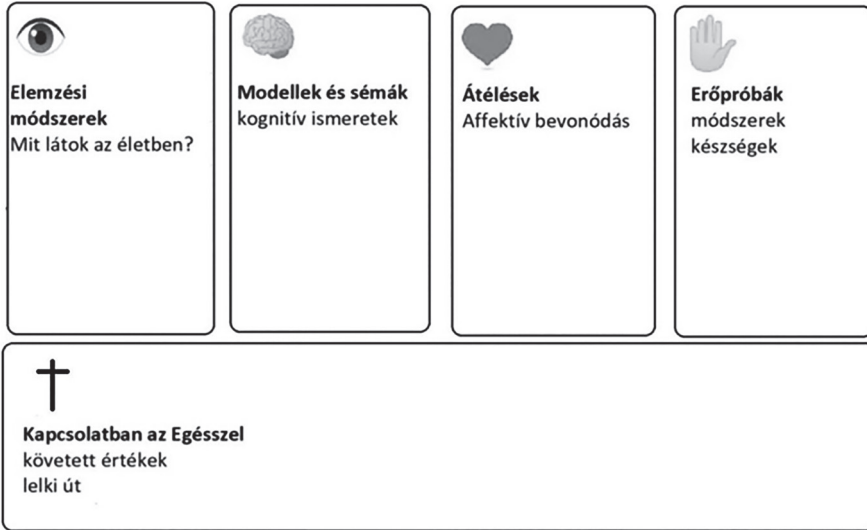 Elemzési
módszerek
Mit látok az életben?
Modellek és sémák
kognitív ismeretek
Átélések
Affektív bevonódás
Erőpróbák
módszerek
készségek
Kapcsolatban az Egésszel
követett értékek
lelki út